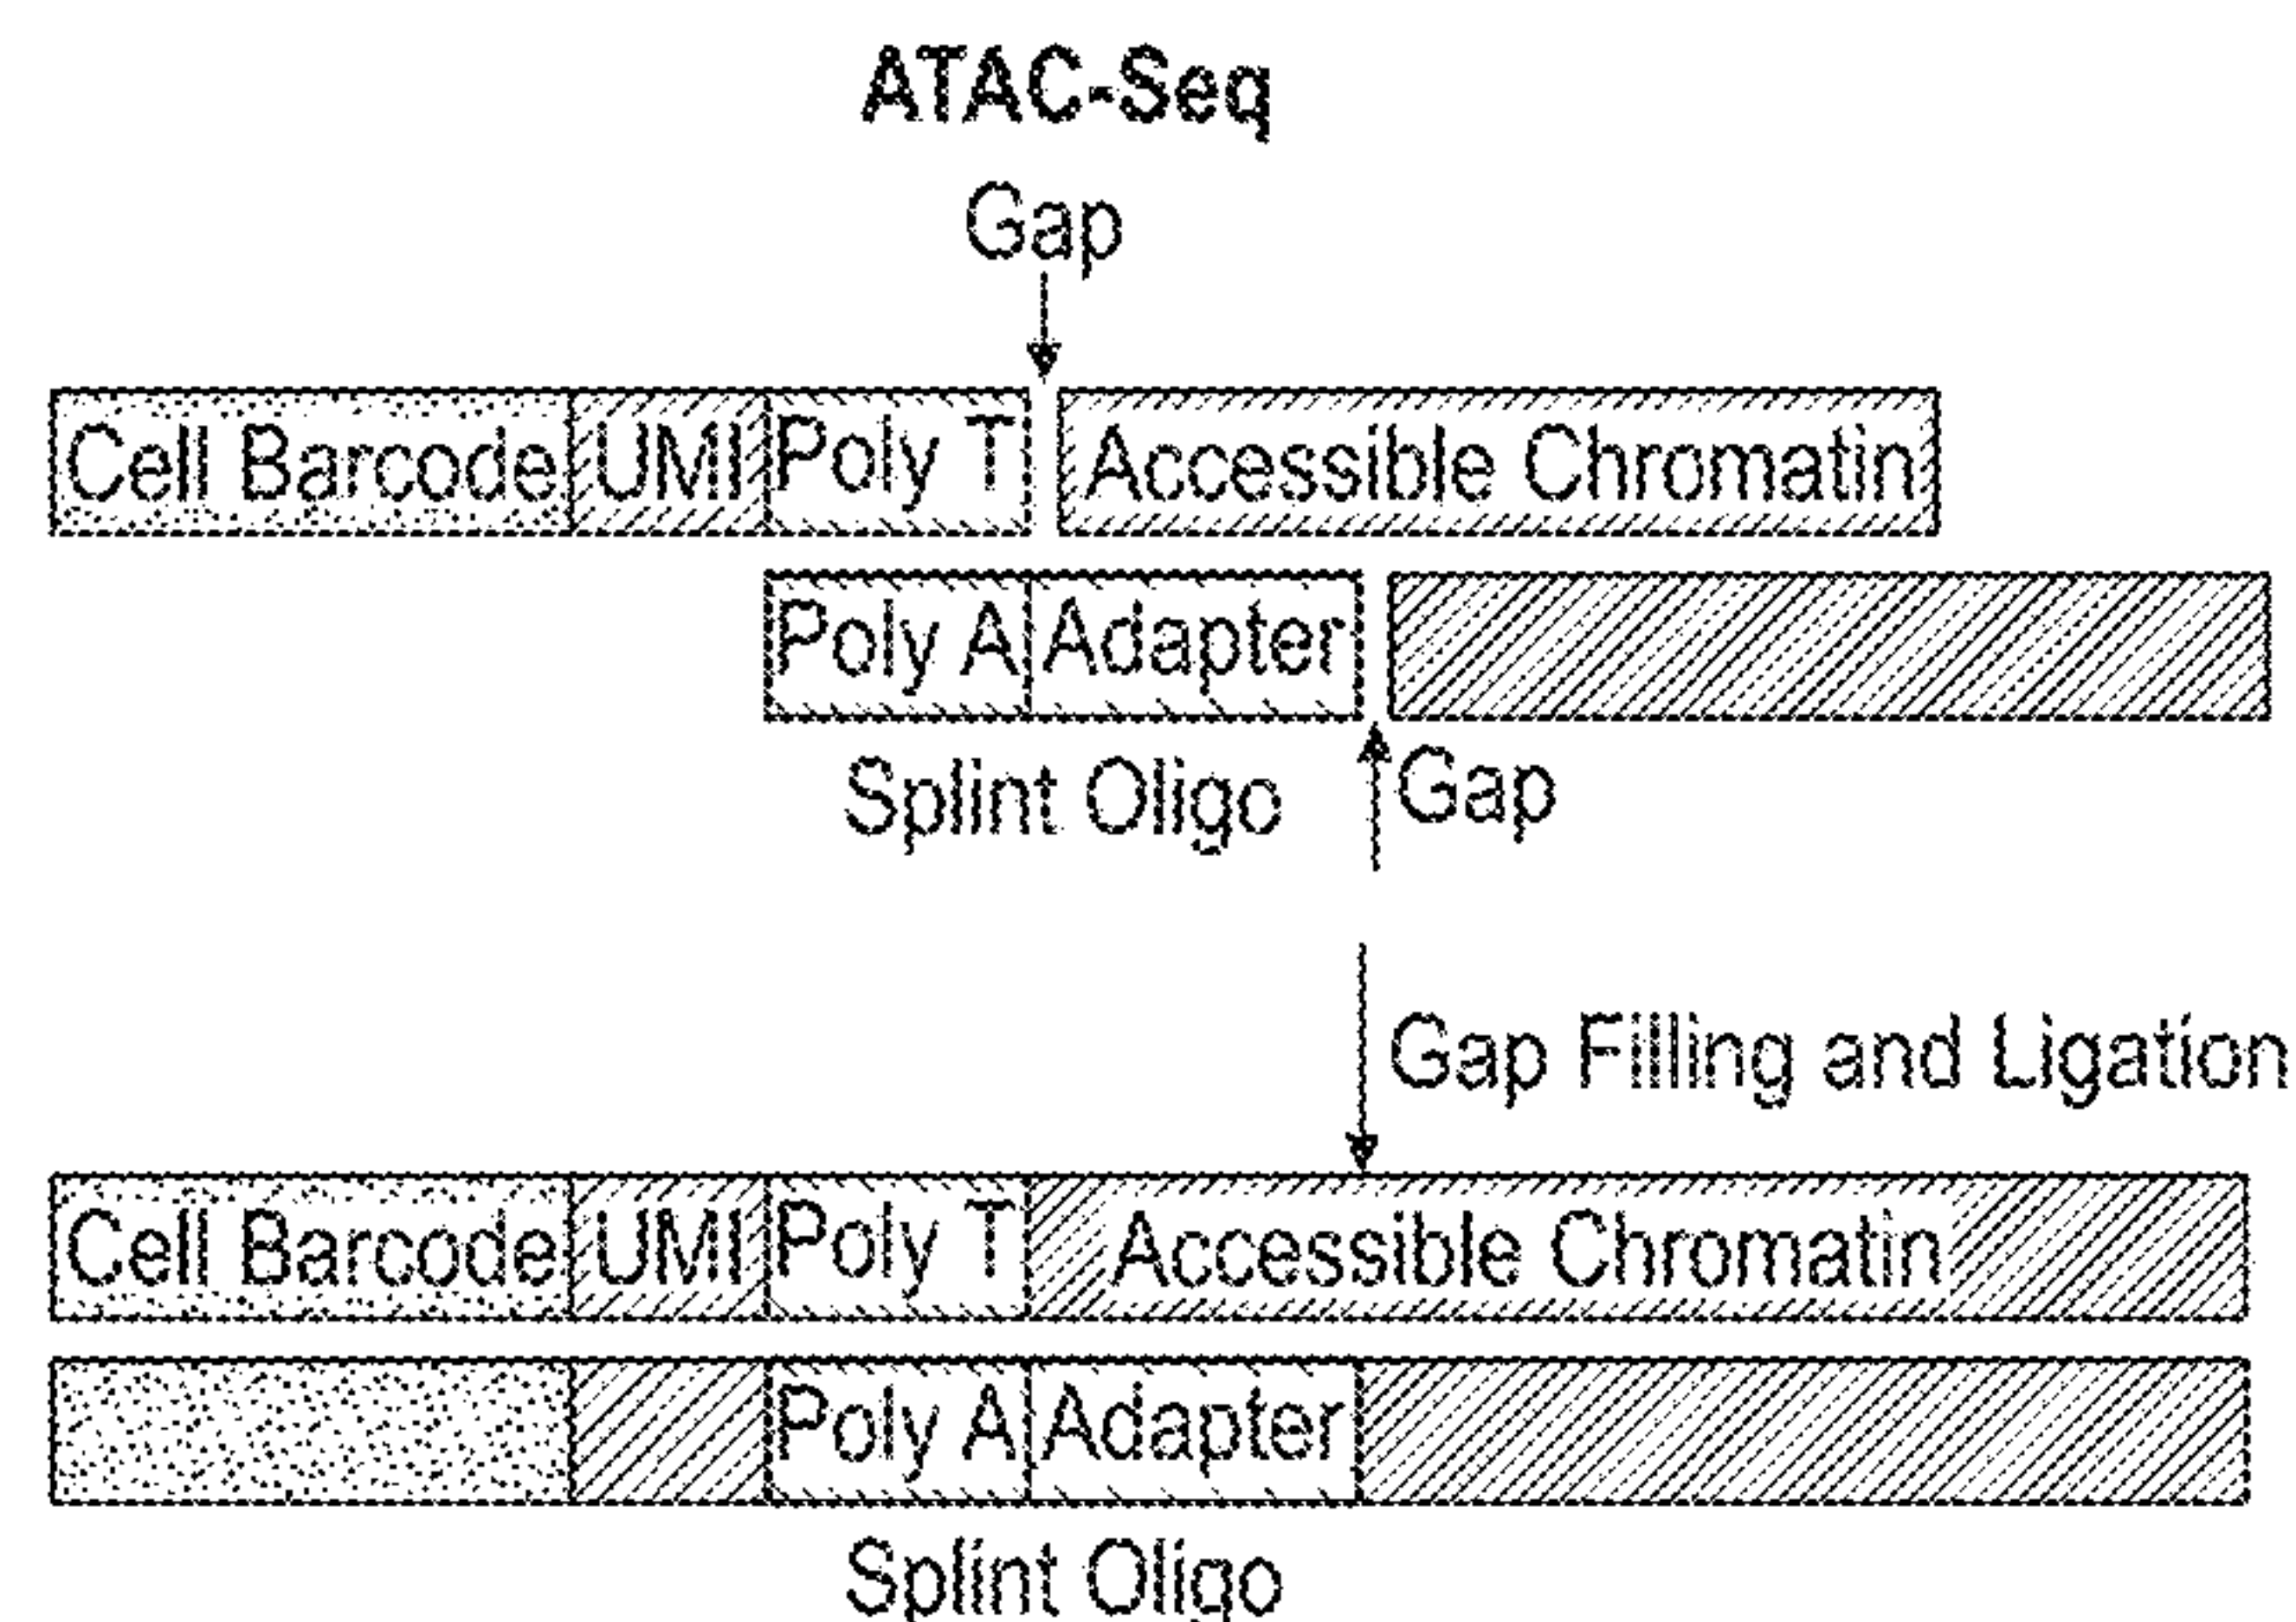 ATAC-Seq
Gap
Cell Barcode UMI Poly T Accessible Chromatin
Poly A Adapter
Splint Oligo Gap
Gap Filling and Ligation
Cell Barcode UMI Poly T Accessible Chromatin
Poly A Adapter
Splint Oligo